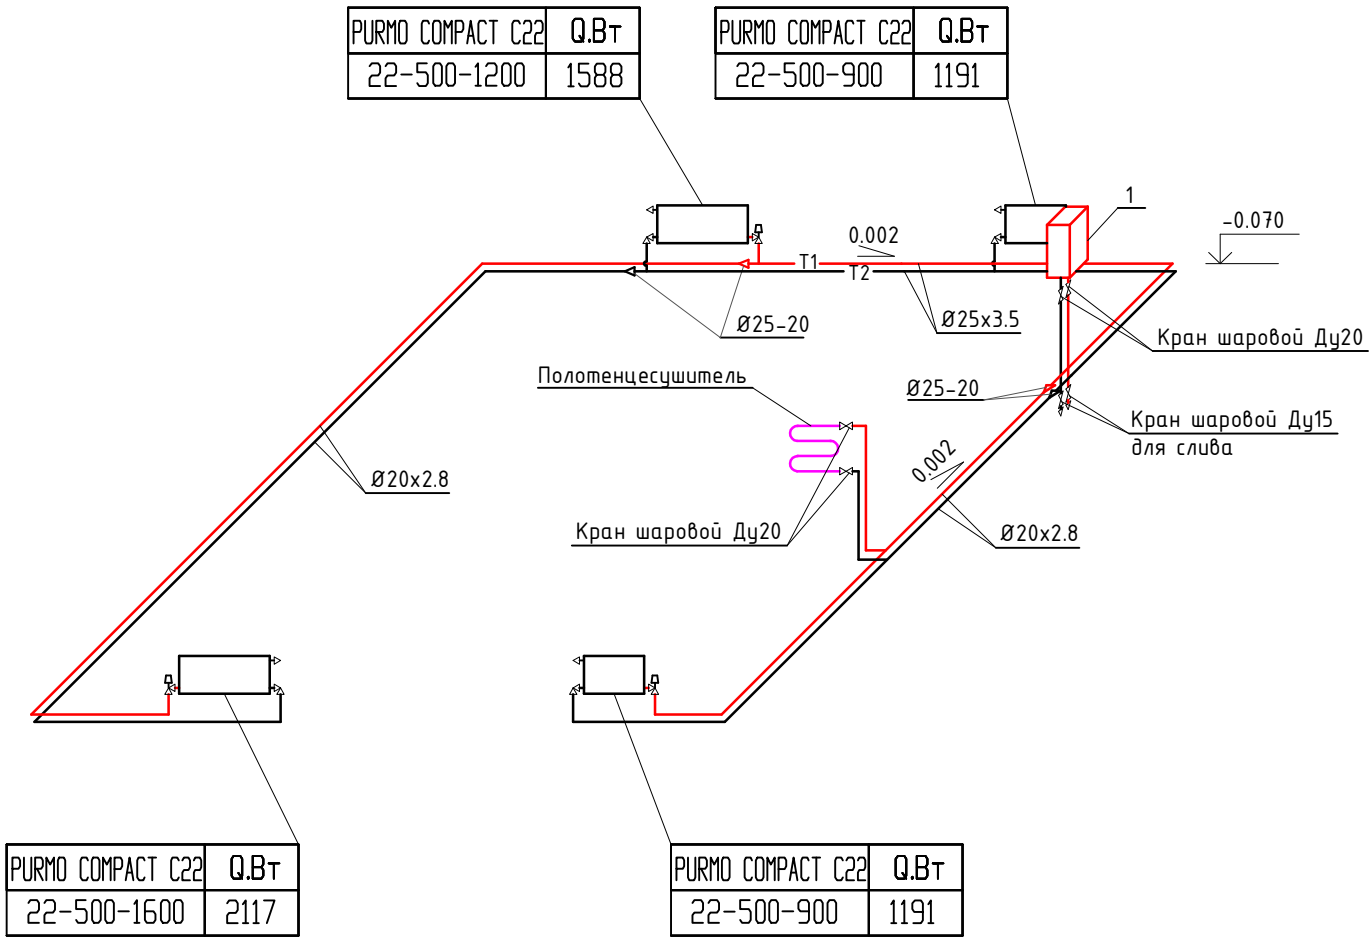 PURMO COMPACT C22 Q.Вт
22-500-1200 1588
PURMO COMPACT C22 Q.Вт
22-500-900 1191
1
-0.070
0.002
T1
T2
Ø25-20
Ø25x3.5
Кран шаровой Ду20
Полотенцесушитель
Ø25-20
Кран шаровой Ду15
для слива
0.002
Ø20x2.8
Кран шаровой Ду20
Ø20x2.8
PURMO COMPACT C22 Q.Вт
22-500-1600 2117
PURMO COMPACT C22 Q.Вт
22-500-900 1191